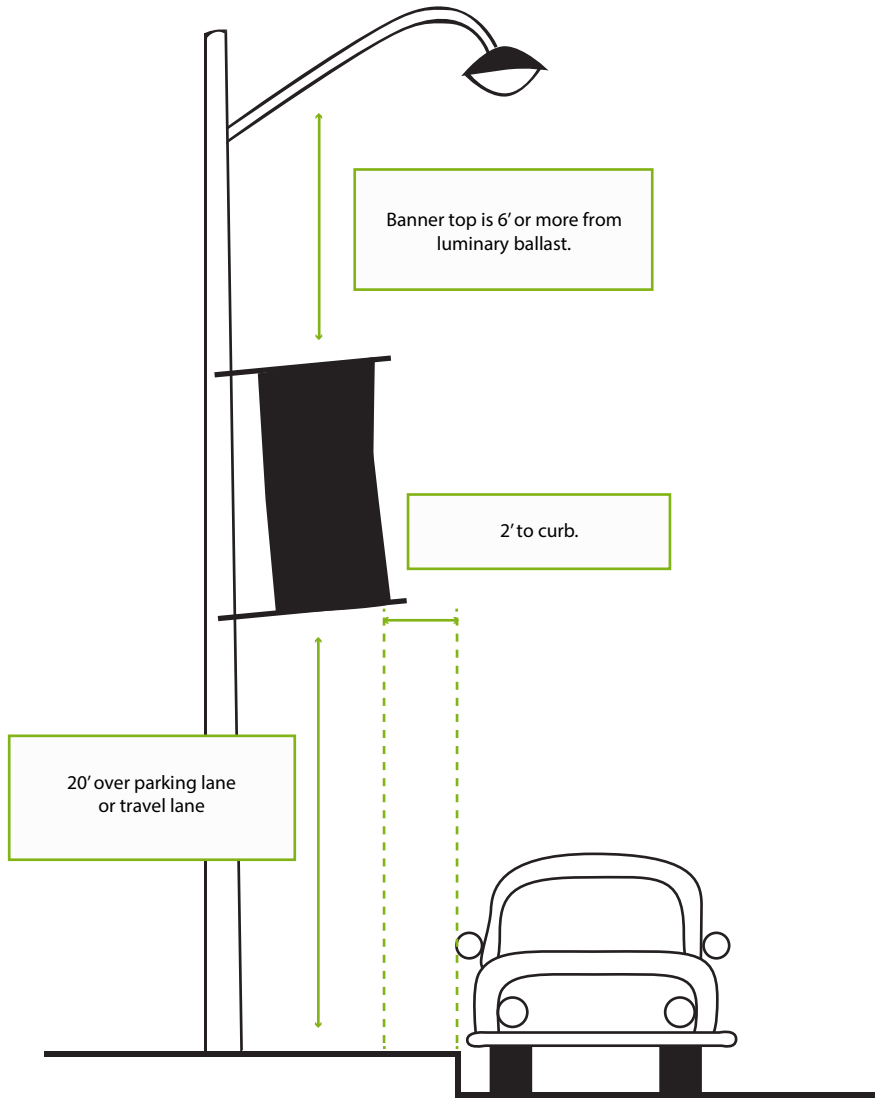 Banner top is 6’ or more from
luminary ballast.
2’ to curb.
20’ over parking lane
or travel lane